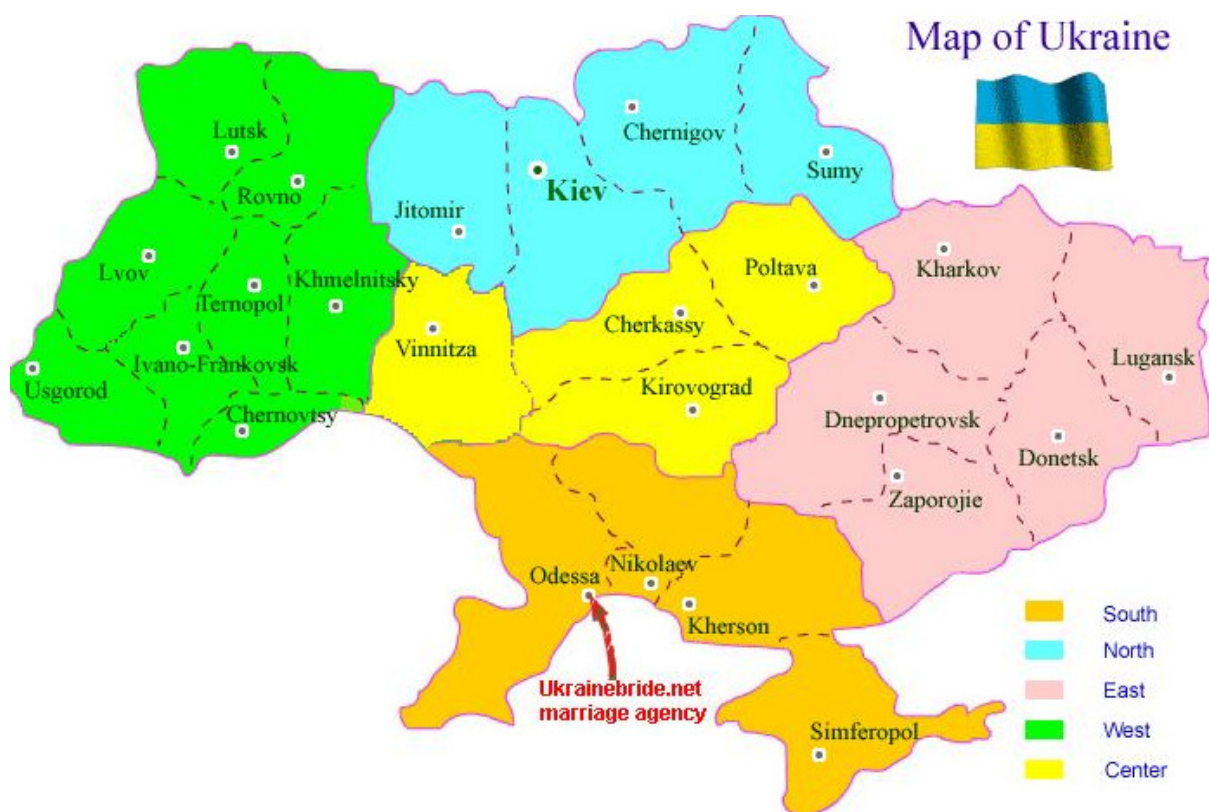 Map of Ukraine
Lutsk
Rovno
Chernigov
Sumy
Kiev
Jitomir
Lvov
Ternopol
Khmelnitsky
Poltava
Kharkov
Cherkassy
Vinnitza
Ivano-Frankovsk
Usgorod
Lugansk
Kirovograd
Chernovtsy
Dnepropetrovsk
Donetsk
Zaporojie
Nikolaev
Odessa
Kherson
Ukrainebride.net
marriage agency
Simferopol
South
North
East
West
Center